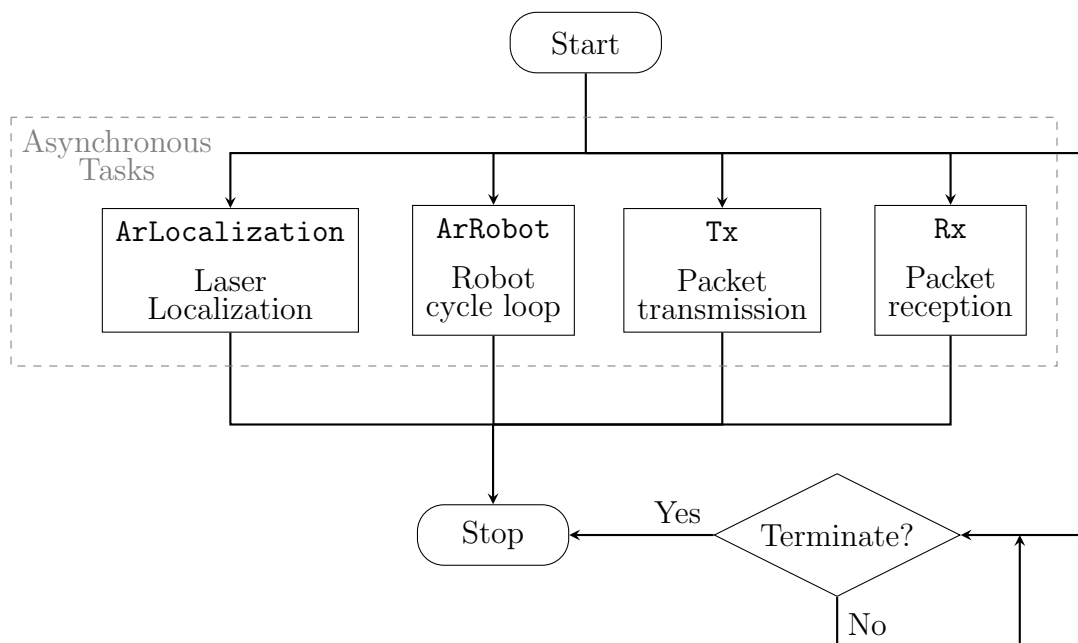 Start
Asynchronous
Tasks
ArLocalization
Laser
Localization
ArRobot
Robot
cycle loop
Tx
Packet
transmission
Rx
Packet
reception
Stop
Yes
Terminate?
No